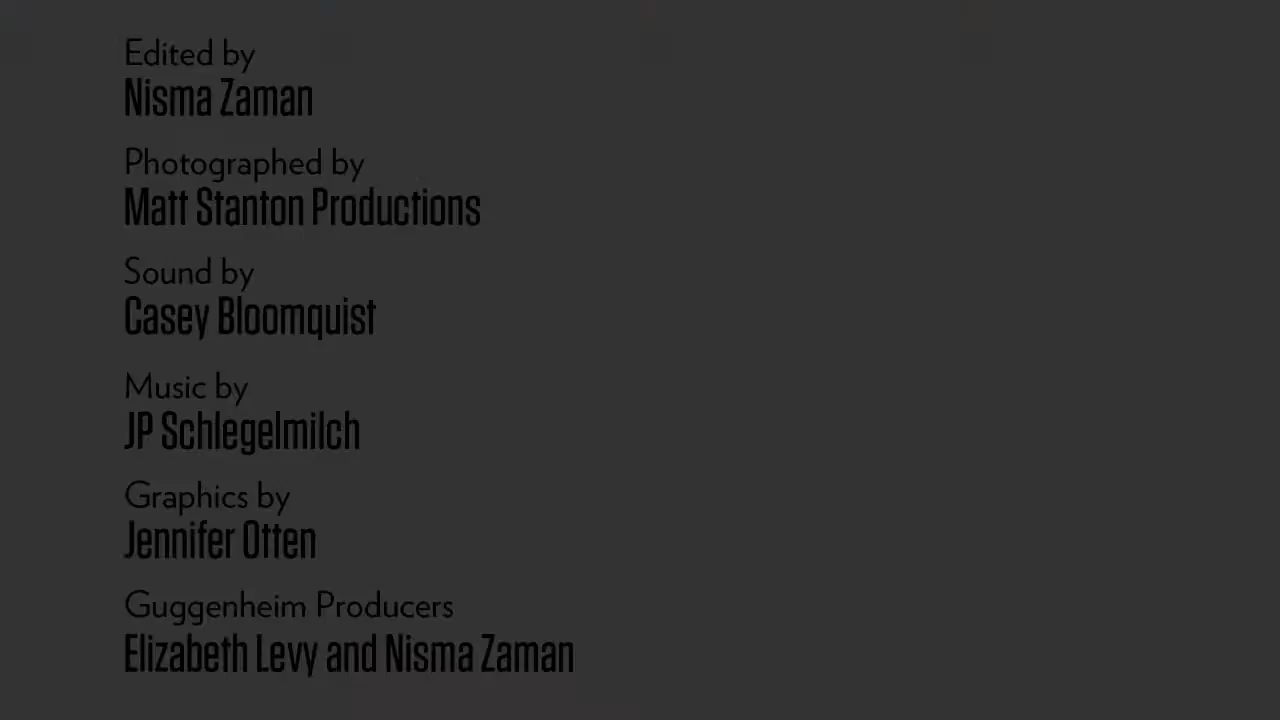 Edited by
Nisma Zaman
Photographed by
Matt Stanton Productions
Sound by
Casey Bloomquist
Music by
JP Schlegelmilch
Graphics by
Jennifer Otten
Guggenheim Producers
Elizabeth Levy and Nisma Zaman